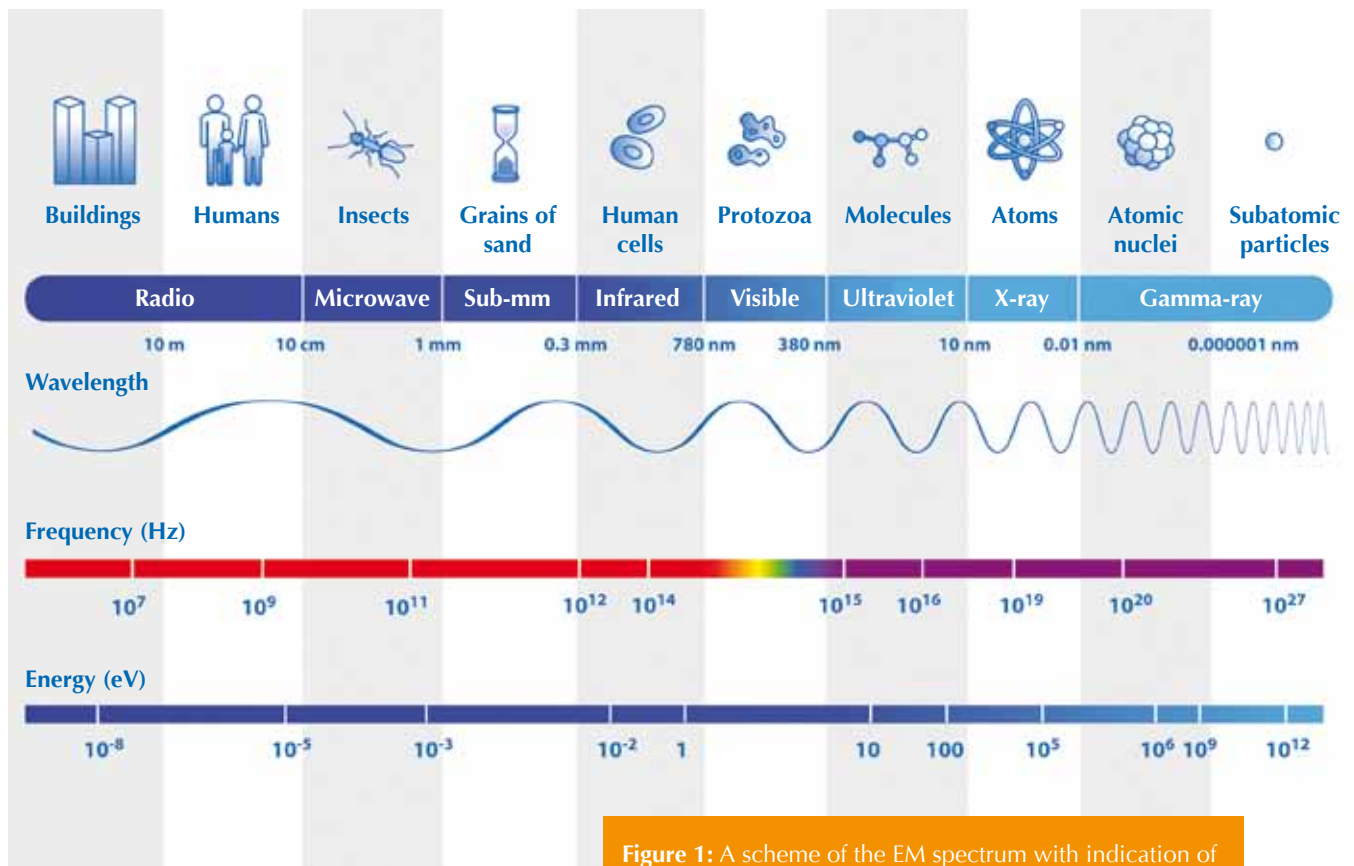 Buildings Humans Insects Grains of sand Human cells Protozoa Molecules Atoms Atomic nuclei Subatomic particles
Radio Microwave Sub-mm Infrared Visible Ultraviolet X-ray Gamma-ray
10 m 10 cm 1 mm 0.3 mm 780 nm 380 nm 10 nm 0.01 nm 0.000001 nm
Wavelength
Frequency (Hz)
10⁷ 10⁹ 10¹¹ 10¹² 10¹⁴ 10¹⁵ 10¹⁶ 10¹⁹ 10²⁰ 10²⁷
Energy (eV)
10⁻⁸ 10⁻⁵ 10⁻³ 10⁻² 1 10 100 10⁵ 10⁶ 10⁹ 10¹²
Figure 1: A scheme of the EM spectrum with indication of